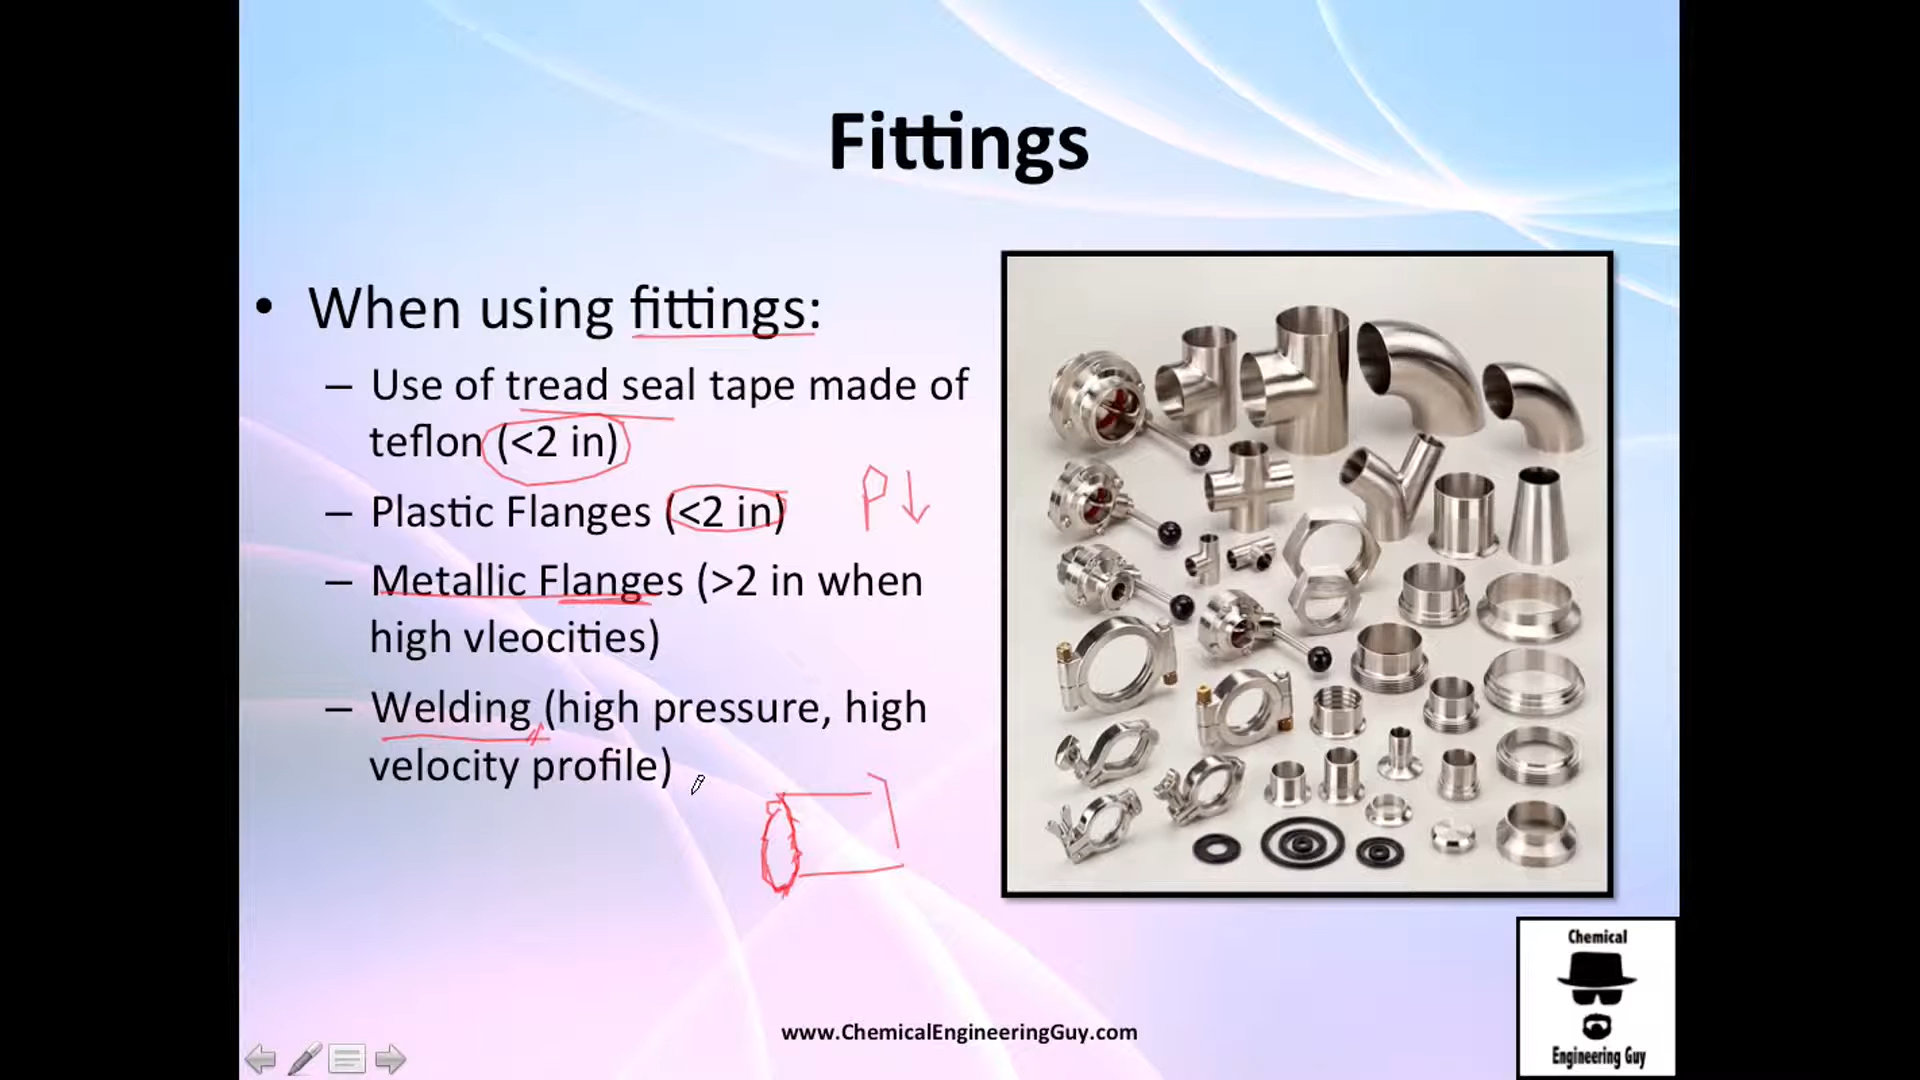 Fittings
• When using fittings:
– Use of tread seal tape made of
teflon (<2 in)
– Plastic Flanges (<2 in)
P↓
– Metallic Flanges (>2 in when
high vleocities)
– Welding (high pressure, high
velocity profile)
www.ChemicalEngineeringGuy.com
Chemical
Engineering Guy